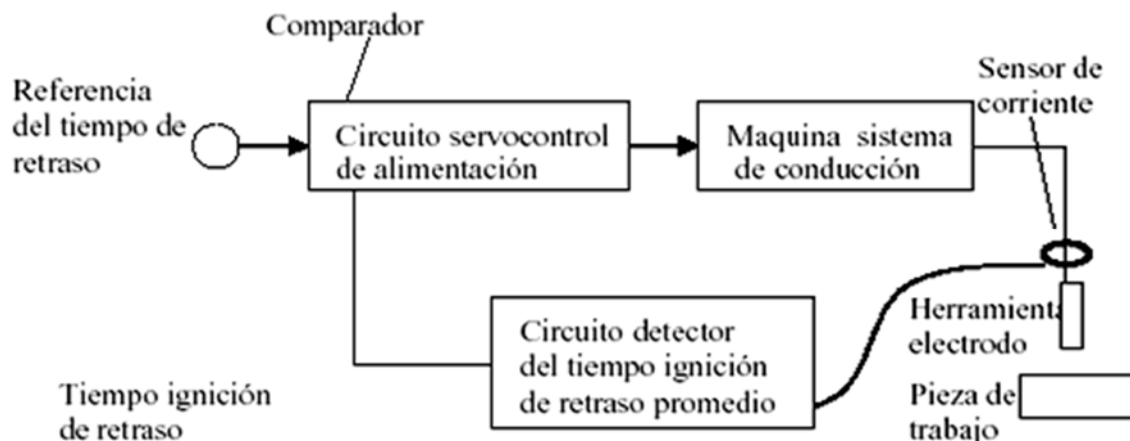 Comparador
Referencia
del tiempo de
retraso
Circuito servocontrol
de alimentación
Maquina sistema
de conducción
Sensor de
corriente
Circuito detector
del tiempo ignición
de retraso promedio
Herramienta
electrodo
Tiempo ignición
de retraso
Pieza de
trabajo